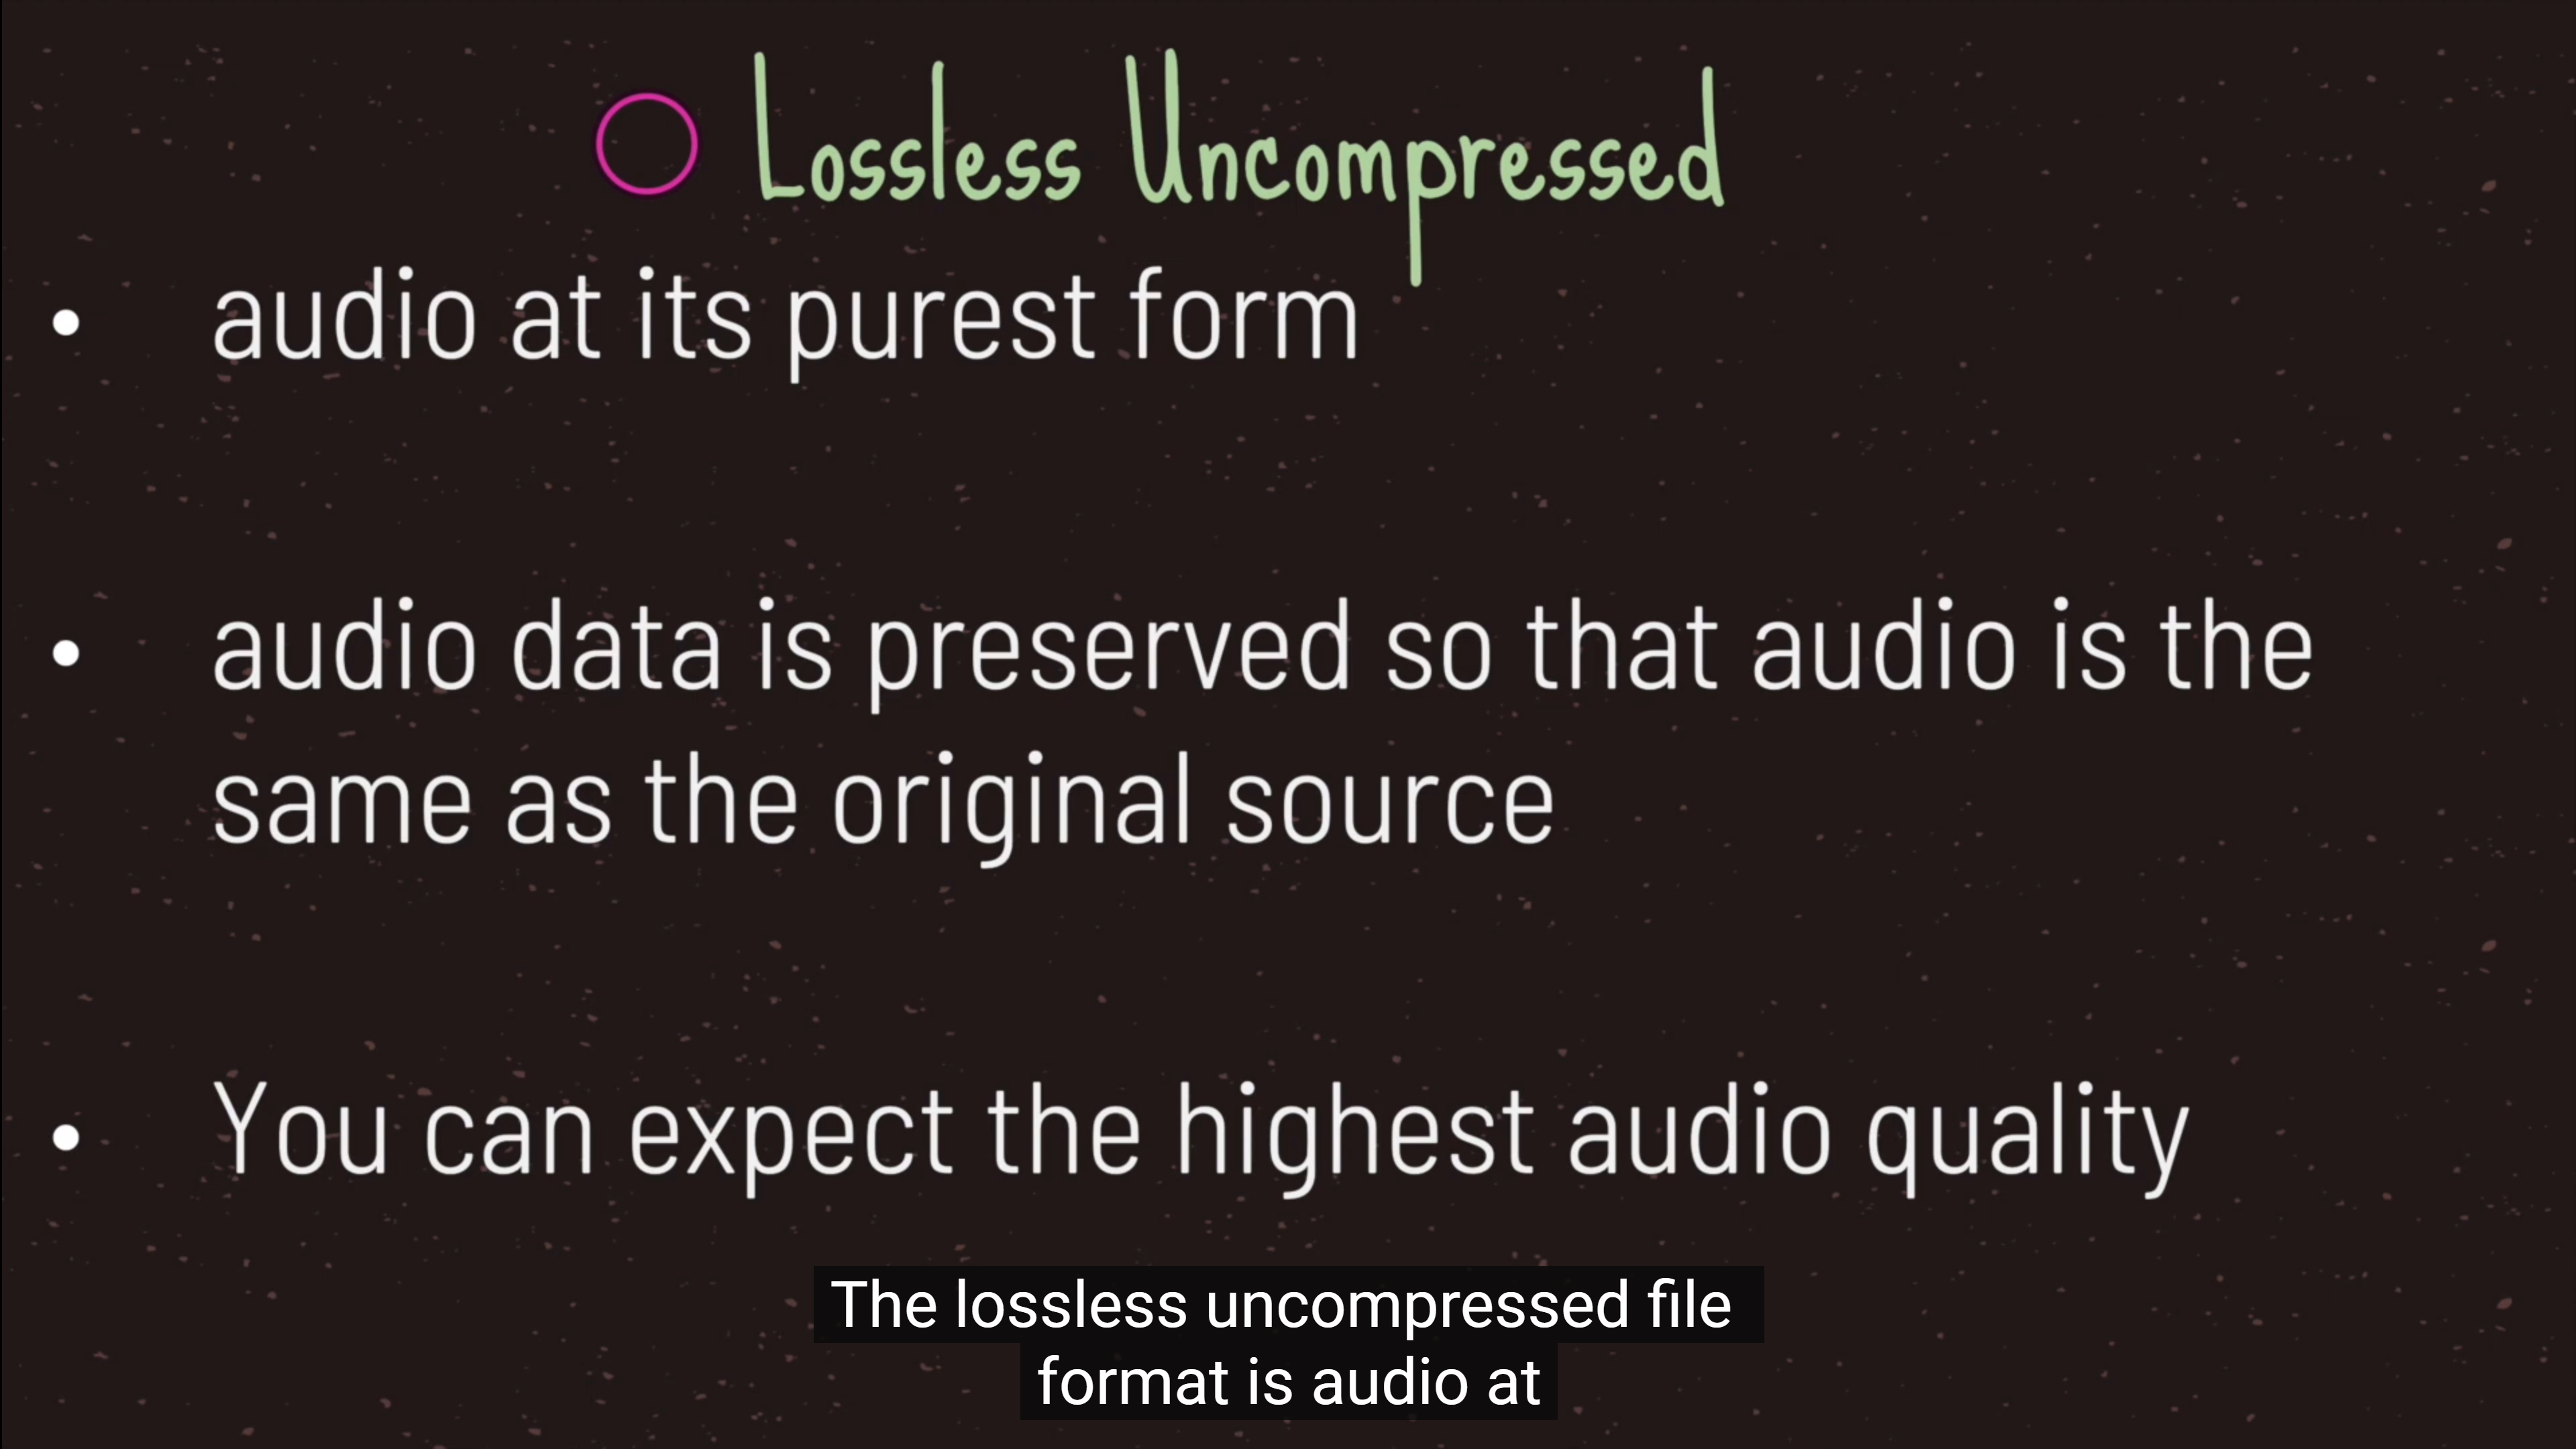 Lossless Uncompressed
• audio at its purest form
• audio data is preserved so that audio is the
same as the original source
• You can expect the highest audio quality
The lossless uncompressed file
format is audio at